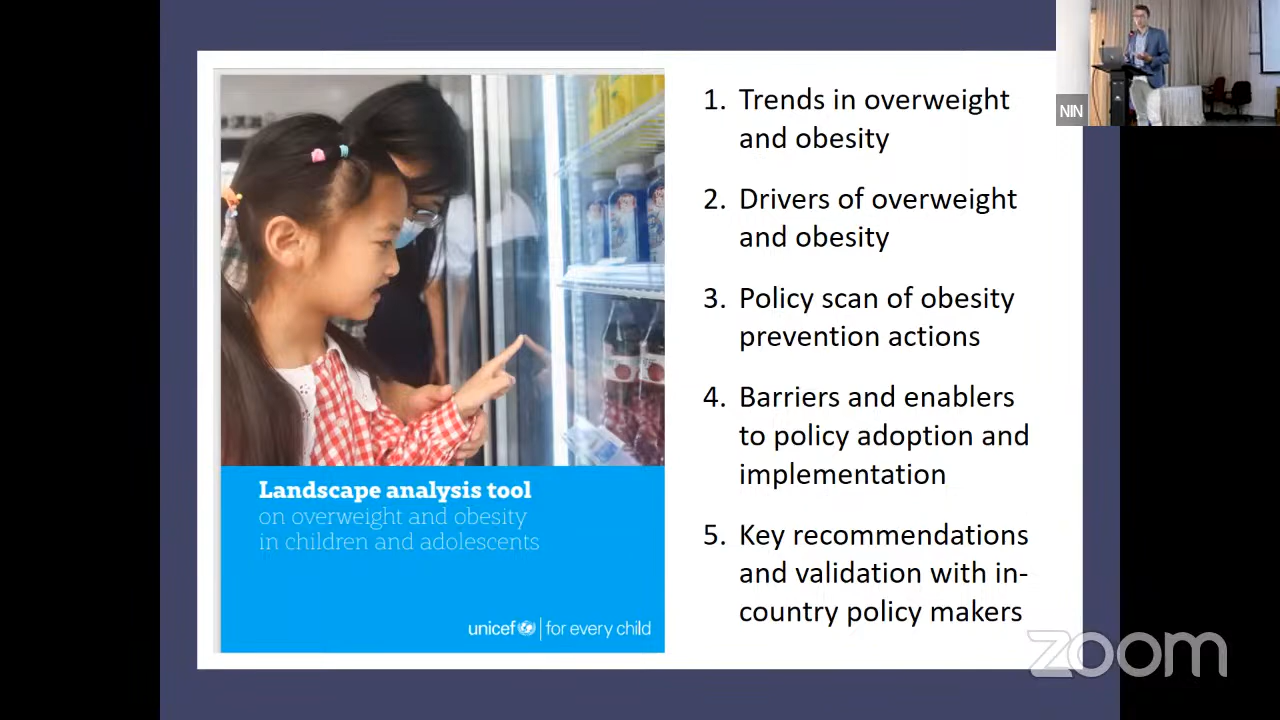 NIN
1. Trends in overweight
and obesity
2. Drivers of overweight
and obesity
3. Policy scan of obesity
prevention actions
4. Barriers and enablers
to policy adoption and
implementation
5. Key recommendations
and validation with in-
country policy makers
Landscape analysis tool
on overweight and obesity
in children and adolescents
unicef | for every child
zoom